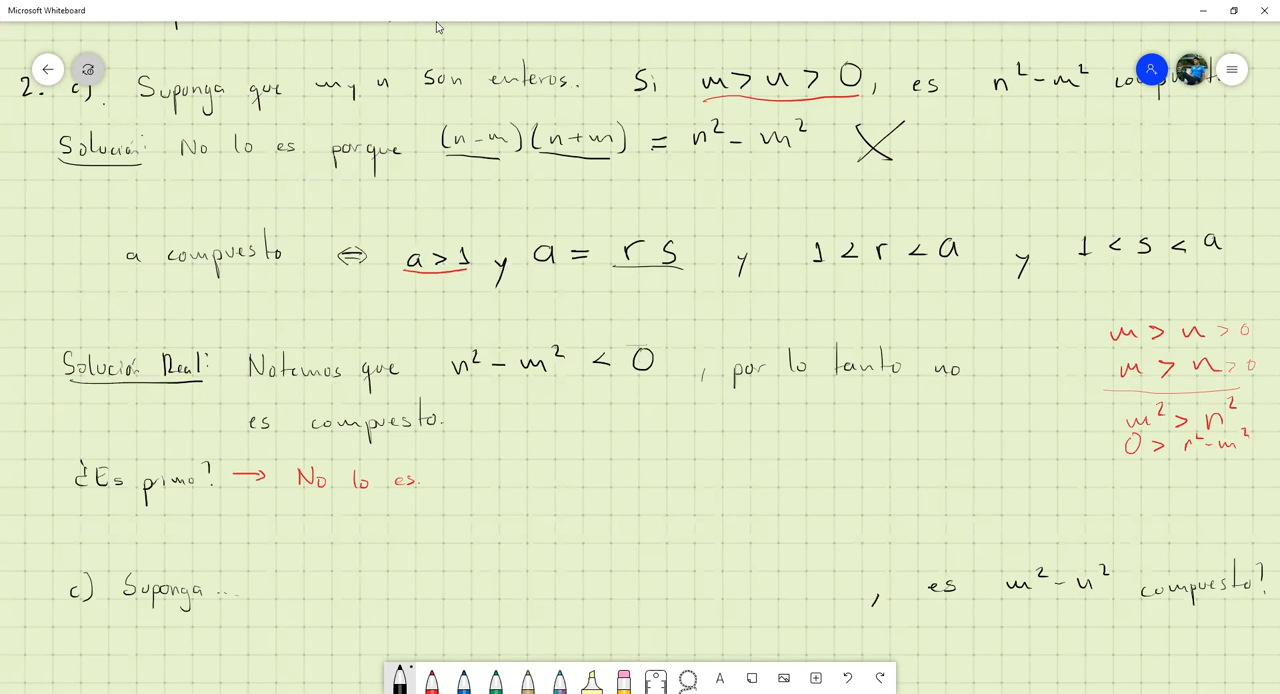 Microsoft Whiteboard
2. c) Suponga que m y n son enteros. Si m > n > 0, es n² - m²
Solución: No lo es porque (n-m)(n+m) = n² - m² X
a compuesto ⇔ a > 1 y a = r s y 1 < r < a y 1 < s < a
m > n > 0
m > n > 0
m² > n²
0 > n² - m²
Solución Real: Notemos que n² - m² < 0, por lo tanto no
es compuesto.
¿Es primo? → No lo es.
c) Suponga ... , es m² - n² compuesto?
A